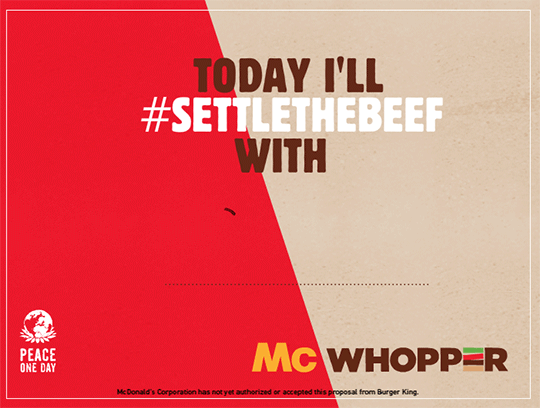 TODAY I'LL
#SETTLETHEBEEF
WITH
PEACE
ONE DAY
Mc WHOPPER
McDonald's Corporation has not yet authorized or accepted this proposal from Burger King.